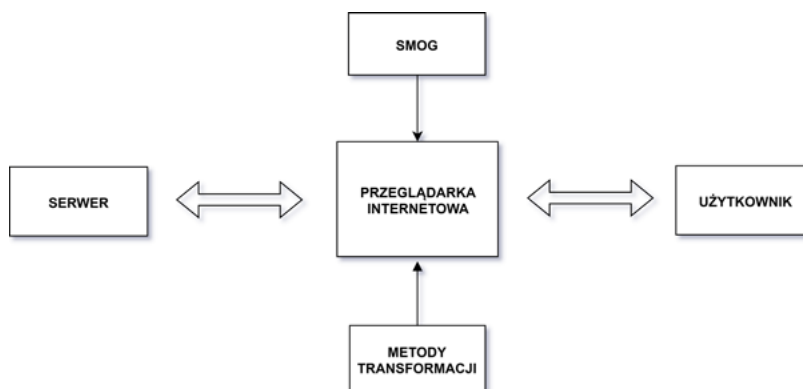 SMOG
SERWER
PRZEGLĄDARKA
INTERNETOWA
UŻYTKOWNIK
METODY
TRANSFORMACJI